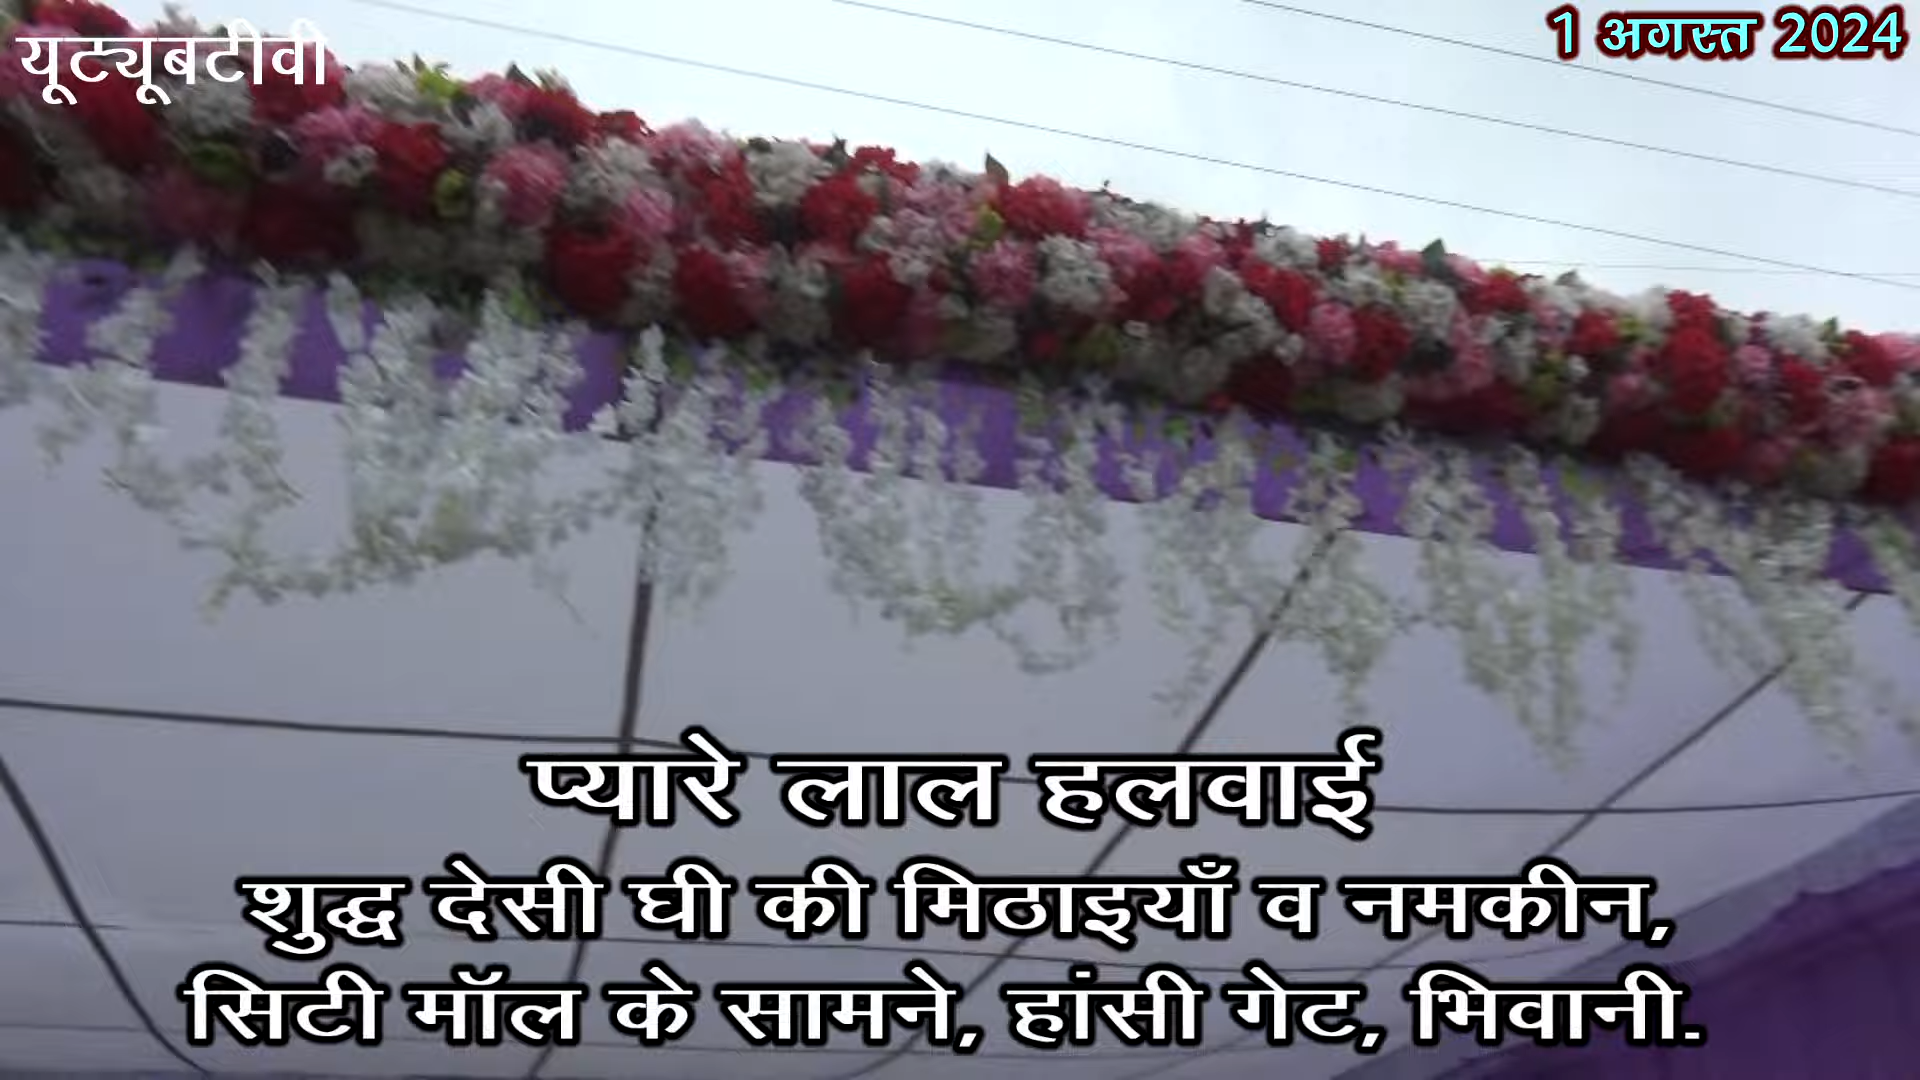 यूट्यूबटीवी
1 अगस्त 2024
प्यारे लाल हलवाई
शुद्ध देसी घी की मिठाइयाँ व नमकीन,
सिटी मॉल के सामने, हांसी गेट, भिवानी.